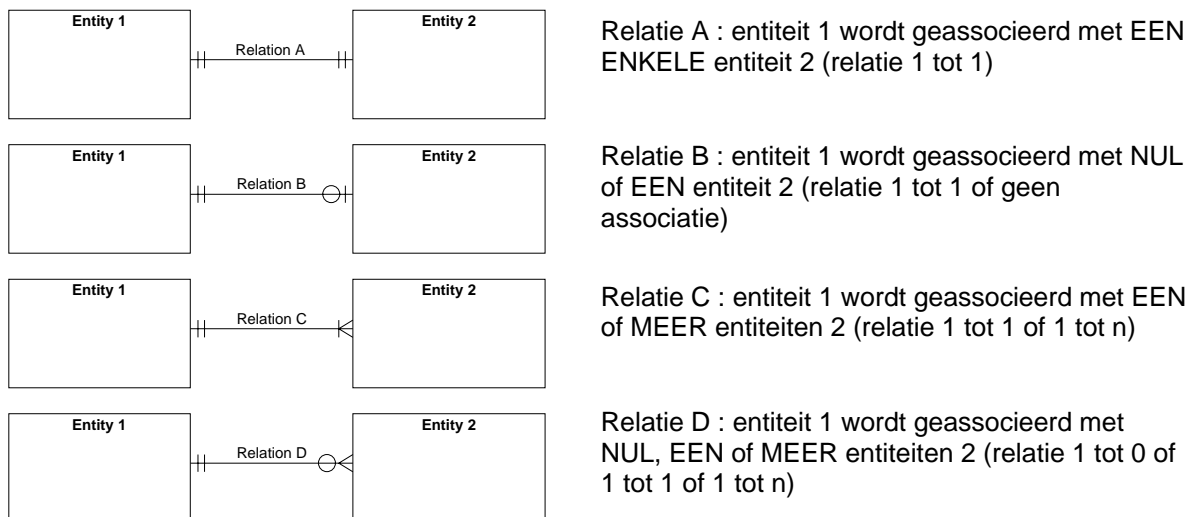 Entity 1
Relation A
Entity 2
Relatie A : entiteit 1 wordt geassocieerd met EEN
ENKELE entiteit 2 (relatie 1 tot 1)
Entity 1
Relation B
Entity 2
Relatie B : entiteit 1 wordt geassocieerd met NUL
of EEN entiteit 2 (relatie 1 tot 1 of geen
associatie)
Entity 1
Relation C
Entity 2
Relatie C : entiteit 1 wordt geassocieerd met EEN
of MEER entiteiten 2 (relatie 1 tot 1 of 1 tot n)
Entity 1
Relation D
Entity 2
Relatie D : entiteit 1 wordt geassocieerd met
NUL, EEN of MEER entiteiten 2 (relatie 1 tot 0 of
1 tot 1 of 1 tot n)